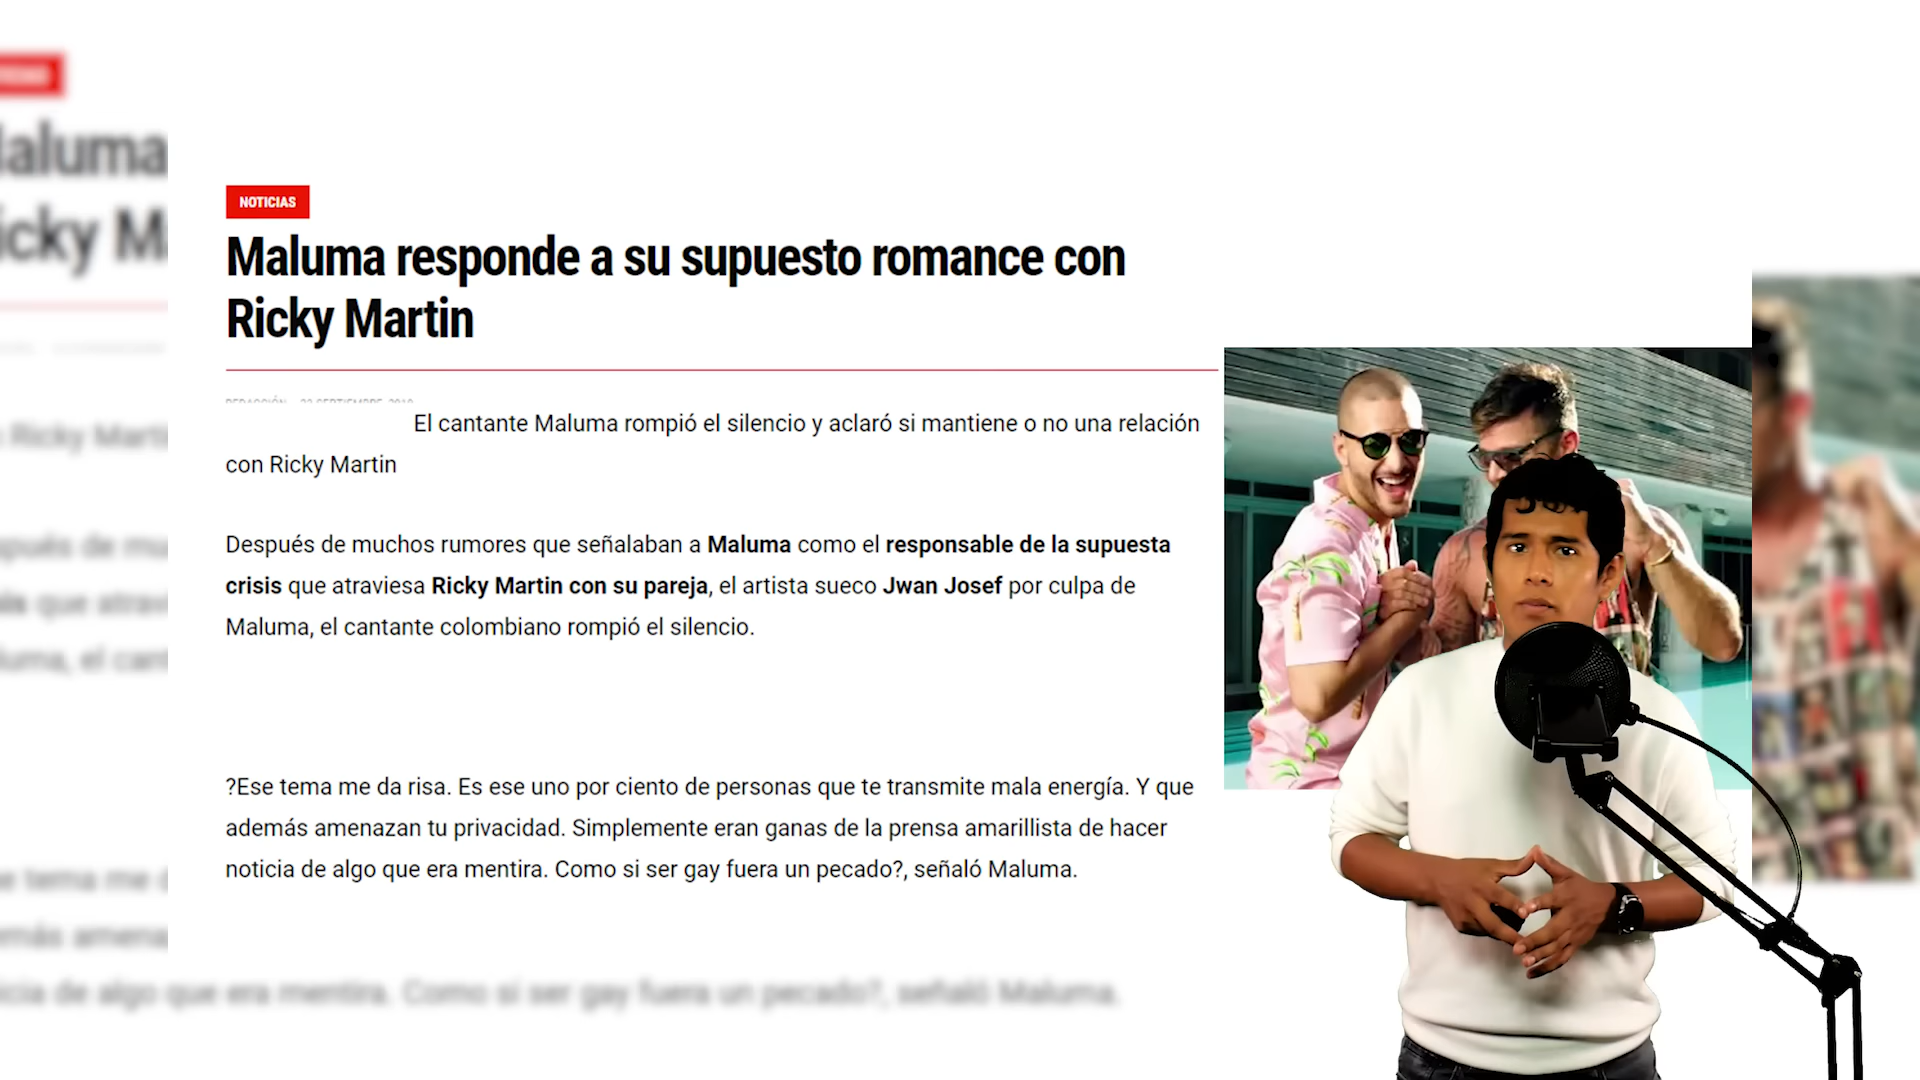 NOTICIAS
Maluma responde a su supuesto romance con
Ricky Martin
El cantante Maluma rompió el silencio y aclaró si mantiene o no una relación
con Ricky Martin
Después de muchos rumores que señalaban a Maluma como el responsable de la supuesta
crisis que atraviesa Ricky Martin con su pareja, el artista sueco Jwan Josef por culpa de
Maluma, el cantante colombiano rompió el silencio.
?Ese tema me da risa. Es ese uno por ciento de personas que te transmite mala energía. Y que
además amenazan tu privacidad. Simplemente eran ganas de la prensa amarillista de hacer
noticia de algo que era mentira. Como si ser gay fuera un pecado?, señaló Maluma.